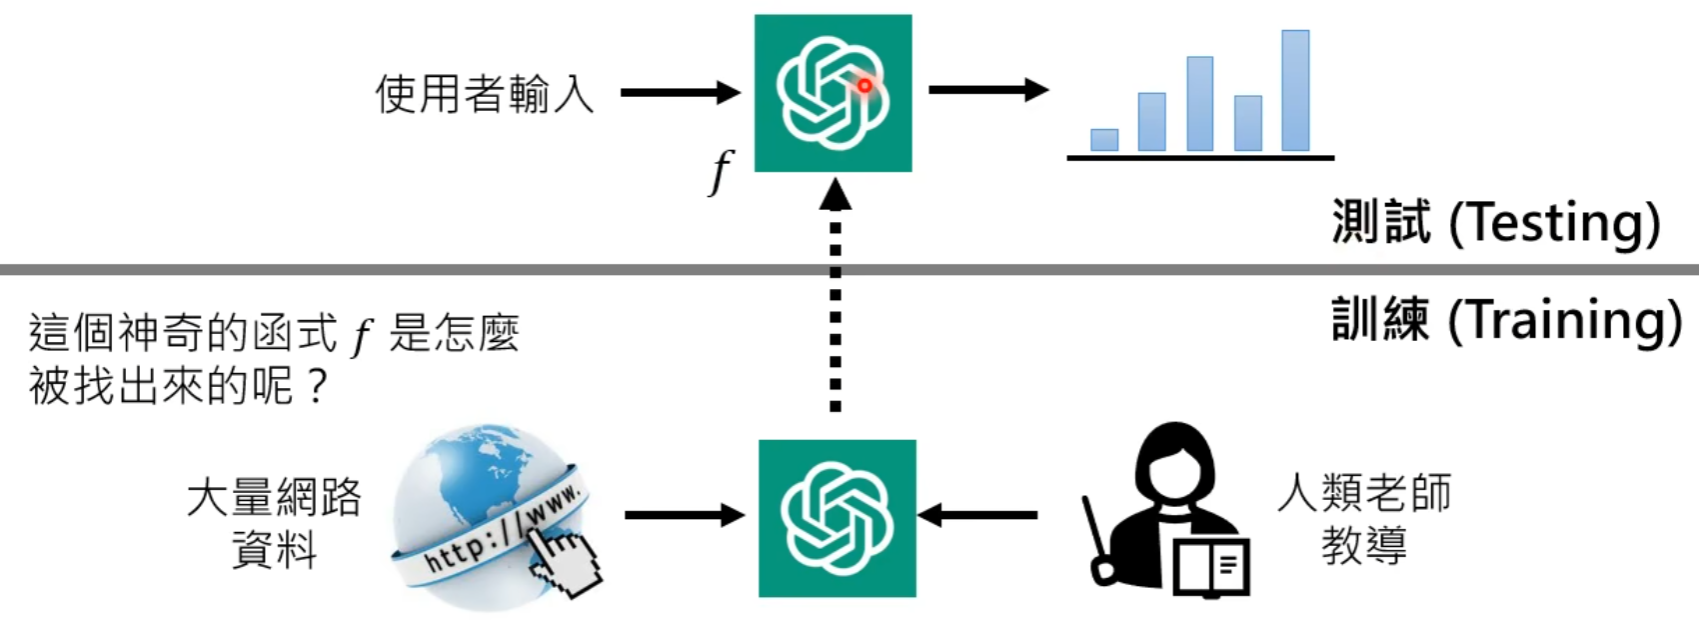 使用者輸入
f
測試 (Testing)
訓練 (Training)
這個神奇的函式 f 是怎麼
被找出來的呢？
大量網路
資料
http://www.
人類老師
教導